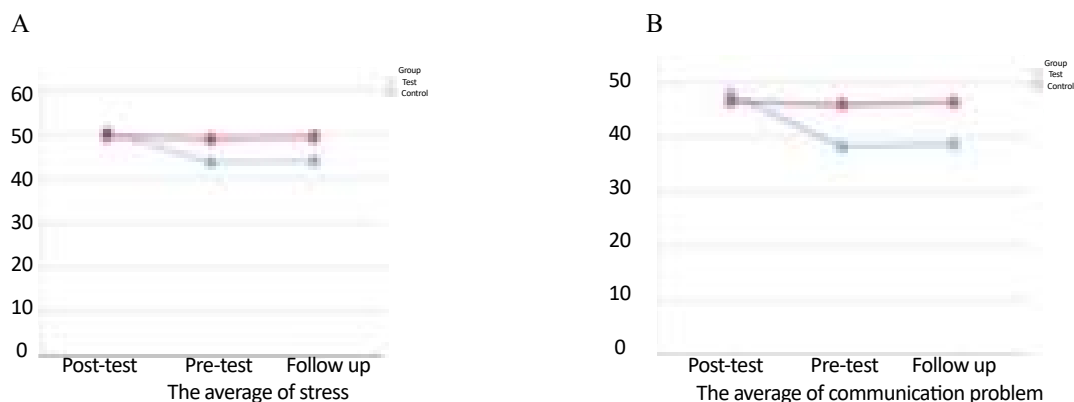 A
Group
Test
Control
60
50
40
30
20
10
0
Post-test Pre-test Follow up
The average of stress
B
Group
Test
Control
50
40
30
20
10
0
Post-test Pre-test Follow up
The average of communication problem